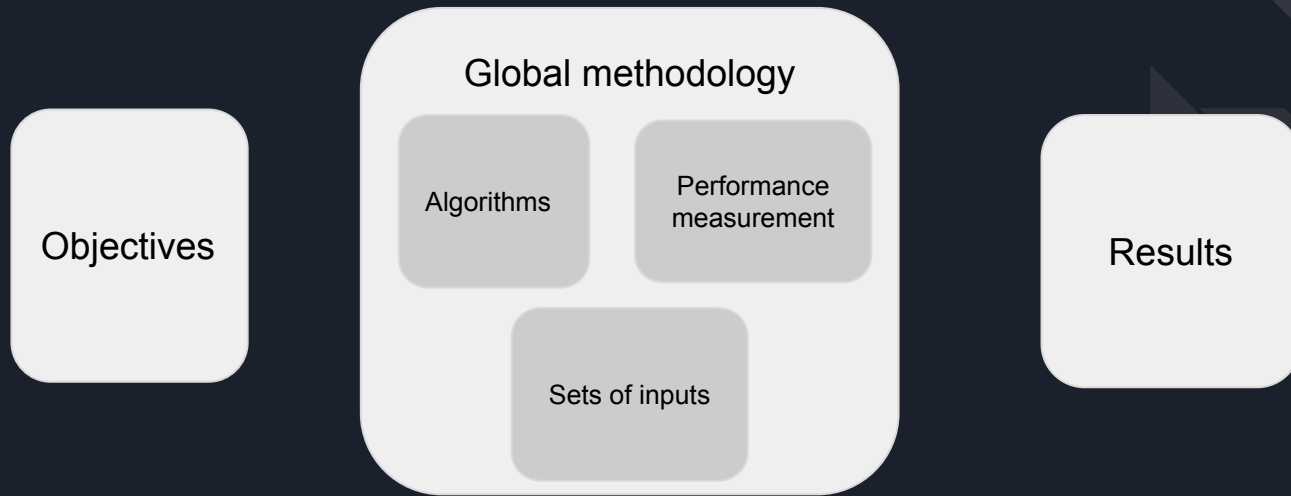 Global methodology
Objectives
Algorithms
Performance
measurement
Sets of inputs
Results